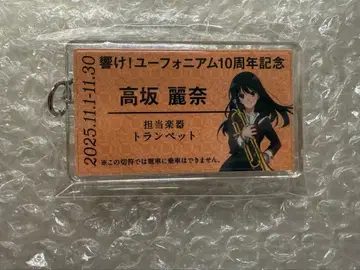 2025.11.1-11.30
響け!ユーフォニアム10周年記念
高坂 麗奈
担当楽器
トランペット
※この切符では電車に乗車はできません。